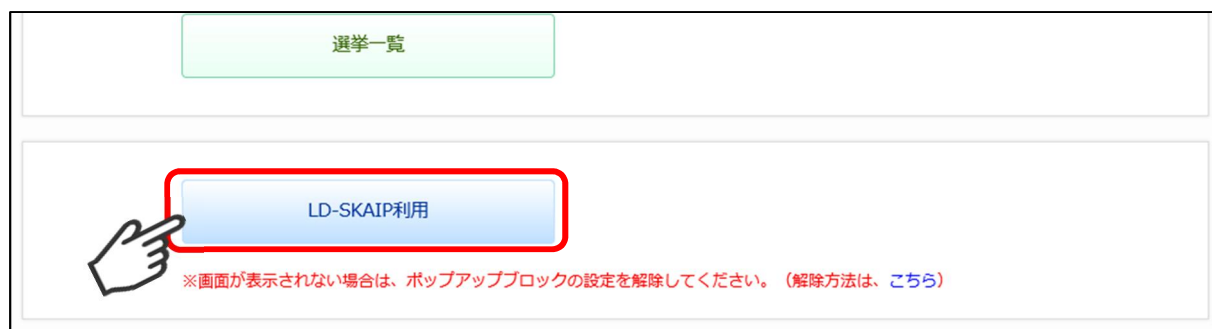 選挙一覧
LD-SKAIP利用
※画面が表示されない場合は、ポップアップブロックの設定を解除してください。（解除方法は、こちら）